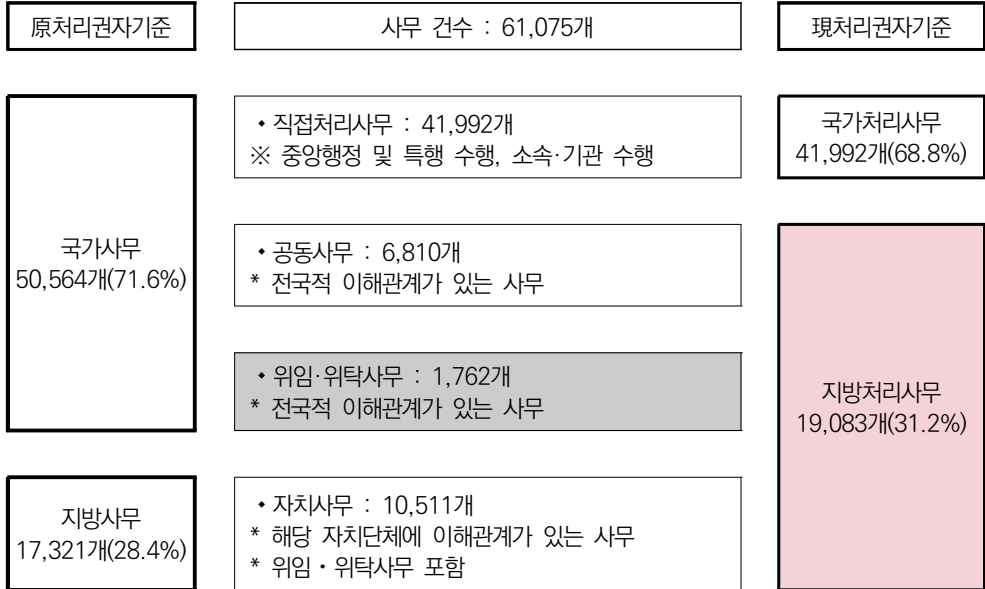 原처리권자기준
사무 건수 : 61,075개
現처리권자기준
국가사무
50,564개(71.6%)
• 직접처리사무 : 41,992개
※ 중앙행정 및 특행 수행, 소속·기관 수행
국가처리사무
41,992개(68.8%)
• 공동사무 : 6,810개
* 전국적 이해관계가 있는 사무
• 위임·위탁사무 : 1,762개
* 전국적 이해관계가 있는 사무
지방처리사무
19,083개(31.2%)
지방사무
17,321개(28.4%)
• 자치사무 : 10,511개
* 해당 자치단체에 이해관계가 있는 사무
* 위임・위탁사무 포함